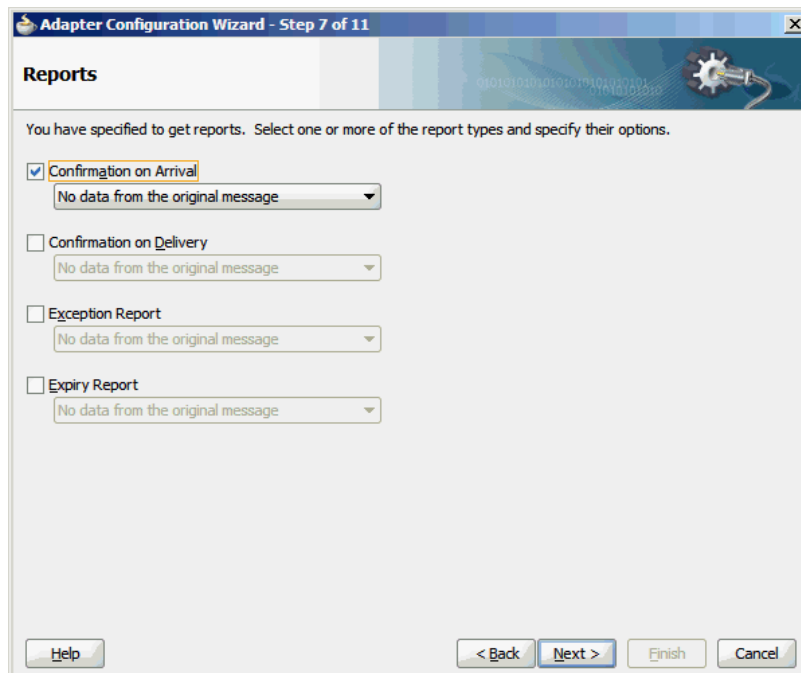 Adapter Configuration Wizard - Step 7 of 11
Reports
You have specified to get reports. Select one or more of the report types and specify their options.
Confirmation on Arrival
No data from the original message
Confirmation on Delivery
No data from the original message
Exception Report
No data from the original message
Expiry Report
No data from the original message
Help
< Back
Next >
Finish
Cancel